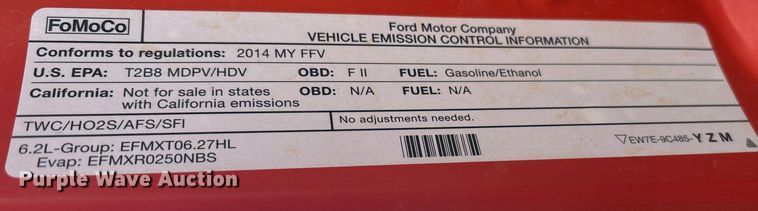 FoMoCo
Ford Motor Company
VEHICLE EMISSION CONTROL INFORMATION
Conforms to regulations: 2014 MY FFV
U.S. EPA: T2B8 MDPV/HDV OBD: F II FUEL: Gasoline/Ethanol
California: Not for sale in states OBD: N/A FUEL: N/A
with California emissions
TWC/HO2S/AFS/SFI No adjustments needed.
6.2L-Group: EFMXT06.27HL
Evap: EFMXR0250NBS
▽EW7E-9C485-YZM
Purple Wave Auction